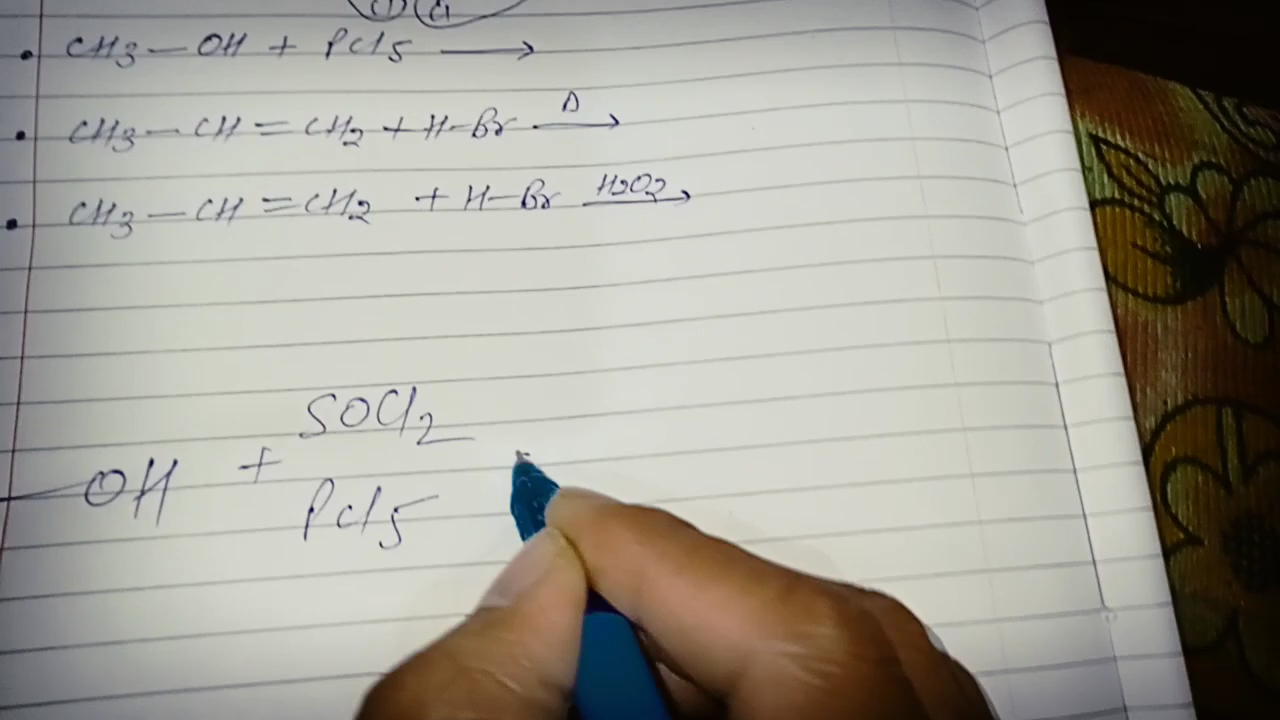 CH3—OH + PCl5 ⟶
CH3—CH=CH2 + H-Br —Δ→
CH3—CH=CH2 + H-Br —H2O2→
SOCl2
—OH +
PCl5